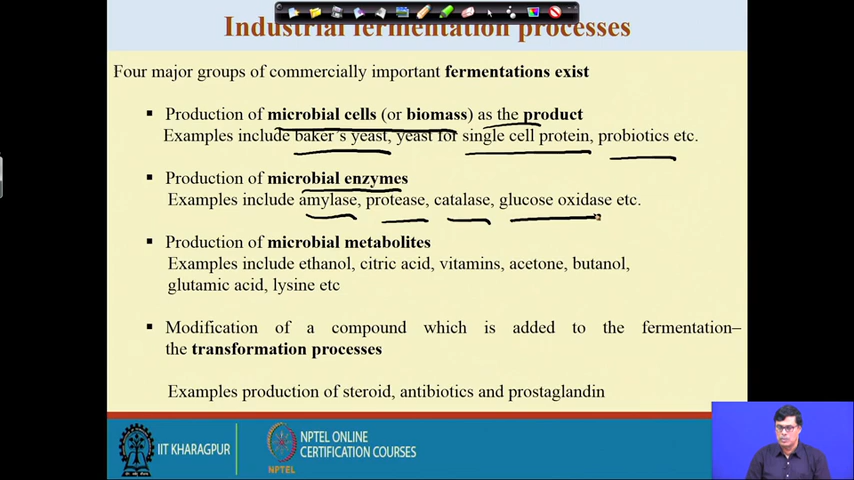 Industrial fermentation processes
Four major groups of commercially important fermentations exist
▪ Production of microbial cells (or biomass) as the product
Examples include baker's yeast, yeast for single cell protein, probiotics etc.
▪ Production of microbial enzymes
Examples include amylase, protease, catalase, glucose oxidase etc.
▪ Production of microbial metabolites
Examples include ethanol, citric acid, vitamins, acetone, butanol,
glutamic acid, lysine etc
▪ Modification of a compound which is added to the fermentation–
the transformation processes
Examples production of steroid, antibiotics and prostaglandin
IIT KHARAGPUR
NPTEL
NPTEL ONLINE
CERTIFICATION COURSES